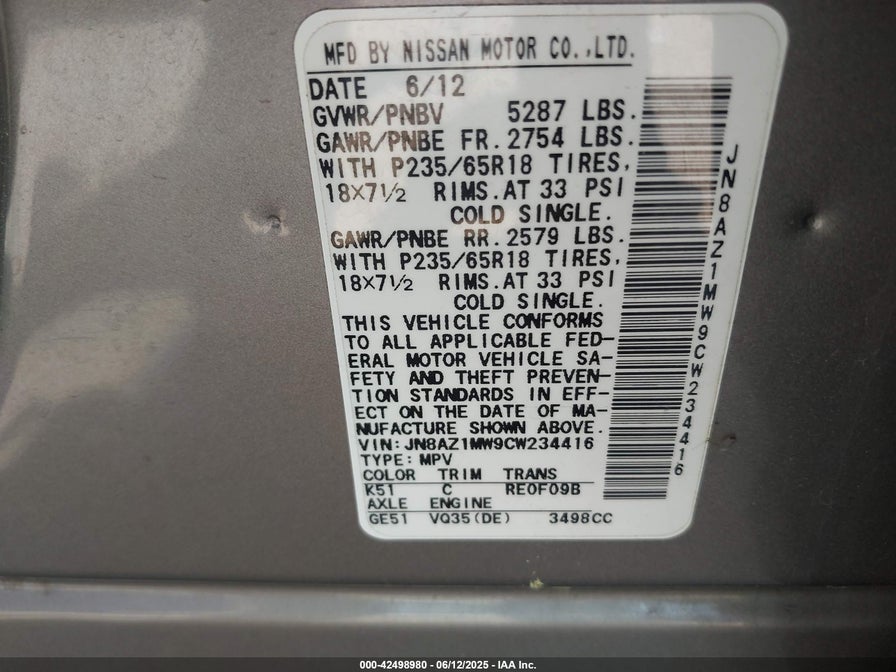 MFD BY NISSAN MOTOR CO.,LTD.
DATE 6/12
GVWR/PNBV 5287 LBS.
GAWR/PNBE FR. 2754 LBS.
WITH P235/65R18 TIRES,
18×7½ RIMS.AT 33 PSI
COLD SINGLE.
GAWR/PNBE RR. 2579 LBS.
WITH P235/65R18 TIRES,
18×7½ RIMS.AT 33 PSI
COLD SINGLE.
THIS VEHICLE CONFORMS
TO ALL APPLICABLE FED-
ERAL MOTOR VEHICLE SA-
FETY AND THEFT PREVEN-
TION STANDARDS IN EFF-
ECT ON THE DATE OF MA-
NUFACTURE SHOWN ABOVE.
VIN:JN8AZ1MW9CW234416
TYPE: MPV
COLOR TRIM TRANS
K51 C RE0F09B
AXLE ENGINE
GE51 VQ35(DE) 3498CC
JN8AZ1MW9CW234416
000-42498980 - 06/12/2025 - IAA Inc.